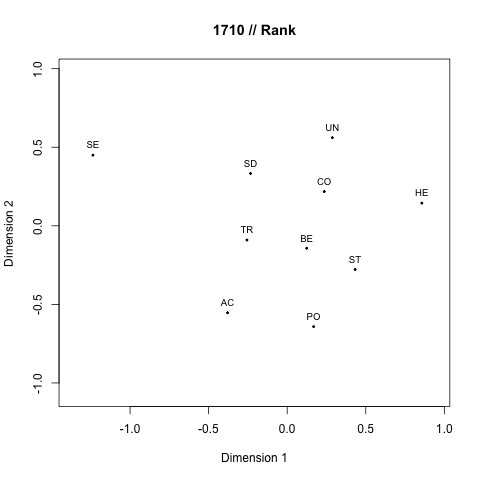 1710 // Rank
1.0
0.5
0.0
-0.5
-1.0
Dimension 2
UN
SE
SD
CO
HE
TR
BE
ST
AC
PO
-1.0 -0.5 0.0 0.5 1.0
Dimension 1